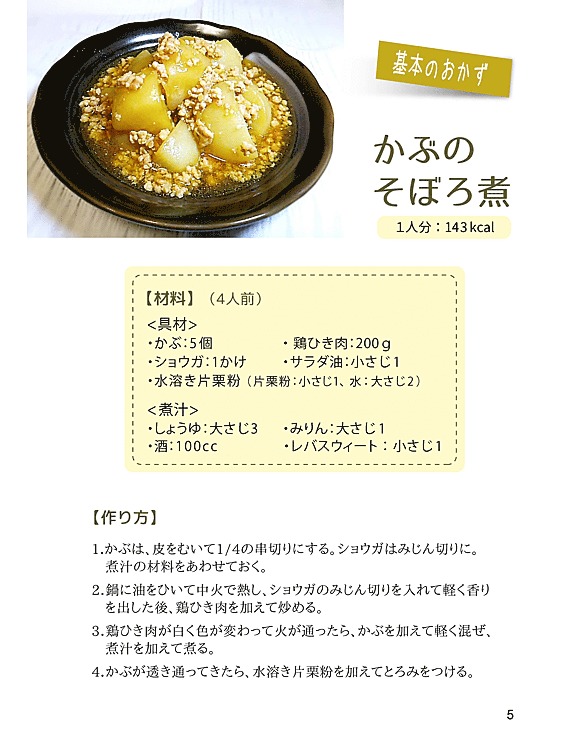 基本のおかず
かぶの
そぼろ煮
1人分：143kcal
【材料】（4人前）
<具材>
・かぶ：5個　・鶏ひき肉：200g
・ショウガ：1かけ　・サラダ油：小さじ1
・水溶き片栗粉（片栗粉：小さじ1、水：大さじ2）
<煮汁>
・しょうゆ：大さじ3　・みりん：大さじ1
・酒：100cc　・レバスウィート：小さじ1
【作り方】
1.かぶは、皮をむいて1/4の串切りにする。ショウガはみじん切りに。
煮汁の材料をあわせておく。
2.鍋に油をひいて中火で熱し、ショウガのみじん切りを入れて軽く香り
を出した後、鶏ひき肉を加えて炒める。
3.鶏ひき肉が白く色が変わって火が通ったら、かぶを加えて軽く混ぜ、
煮汁を加えて煮る。
4.かぶが透き通ってきたら、水溶き片栗粉を加えてとろみをつける。
5